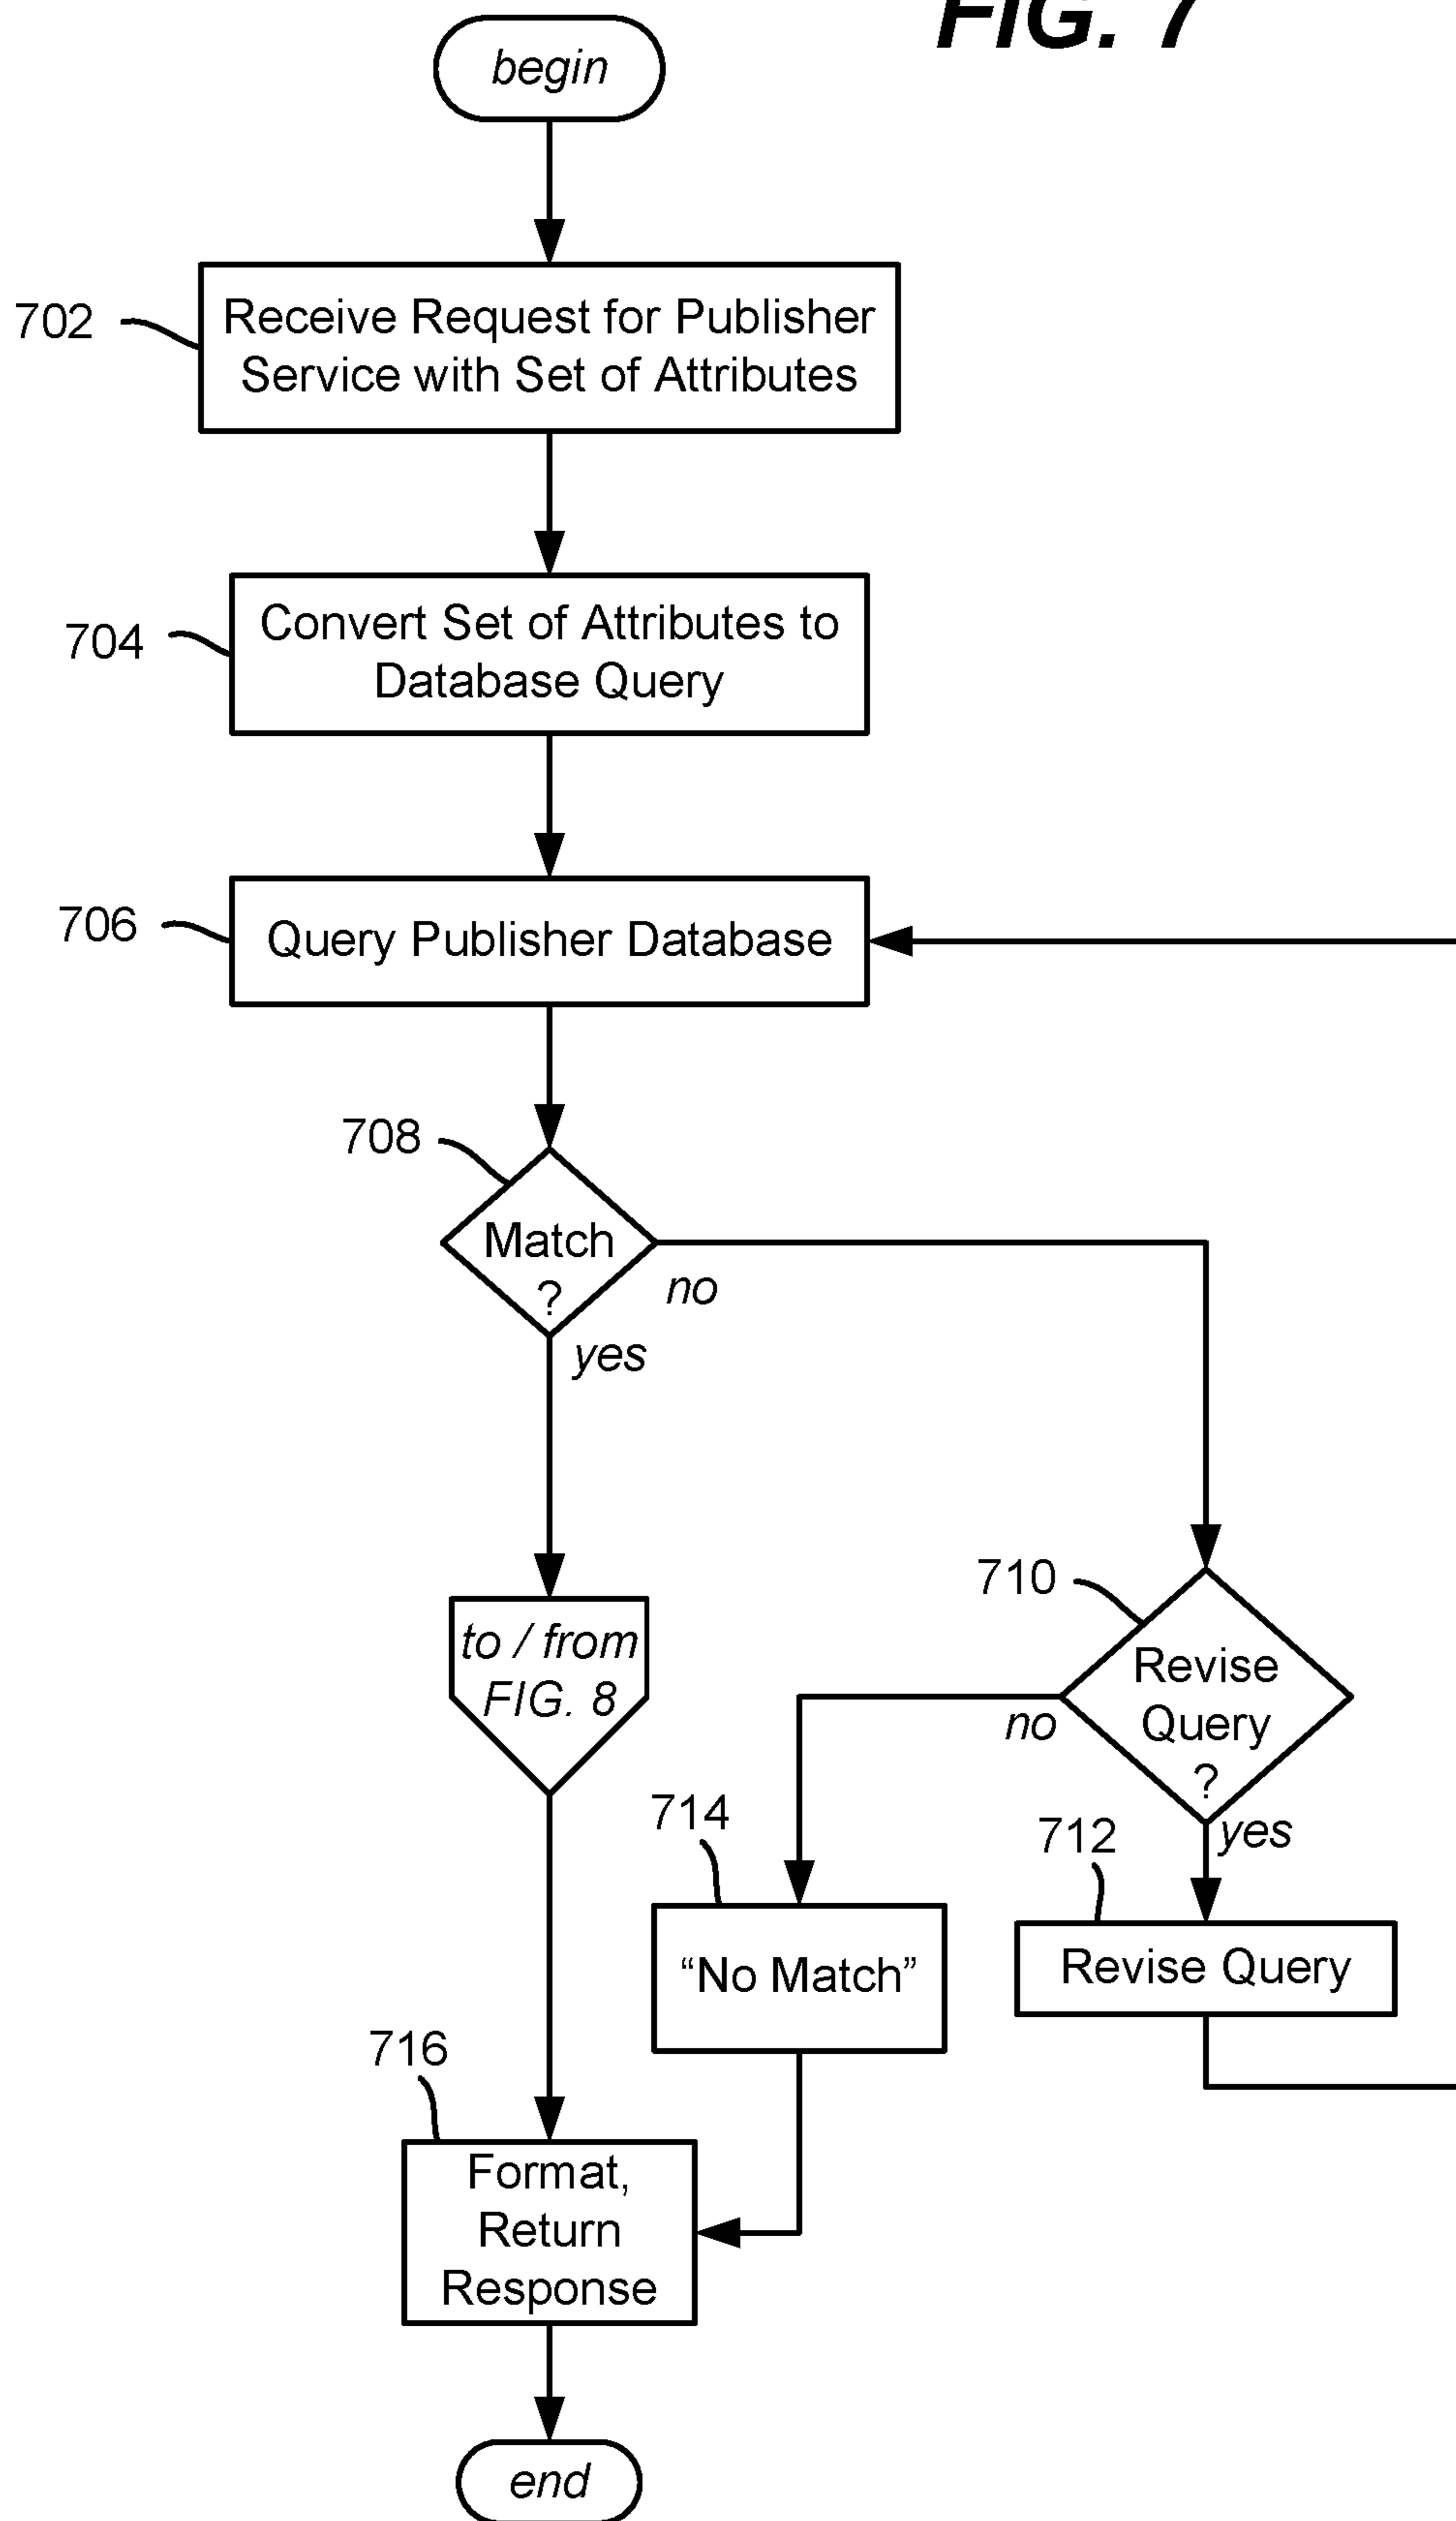 FIG. 7
begin
702
Receive Request for Publisher
Service with Set of Attributes
704
Convert Set of Attributes to
Database Query
706
Query Publisher Database
708
Match
?
no
yes
to / from
FIG. 8
710
Revise
Query
?
no
yes
712
Revise Query
714
“No Match”
716
Format,
Return
Response
end